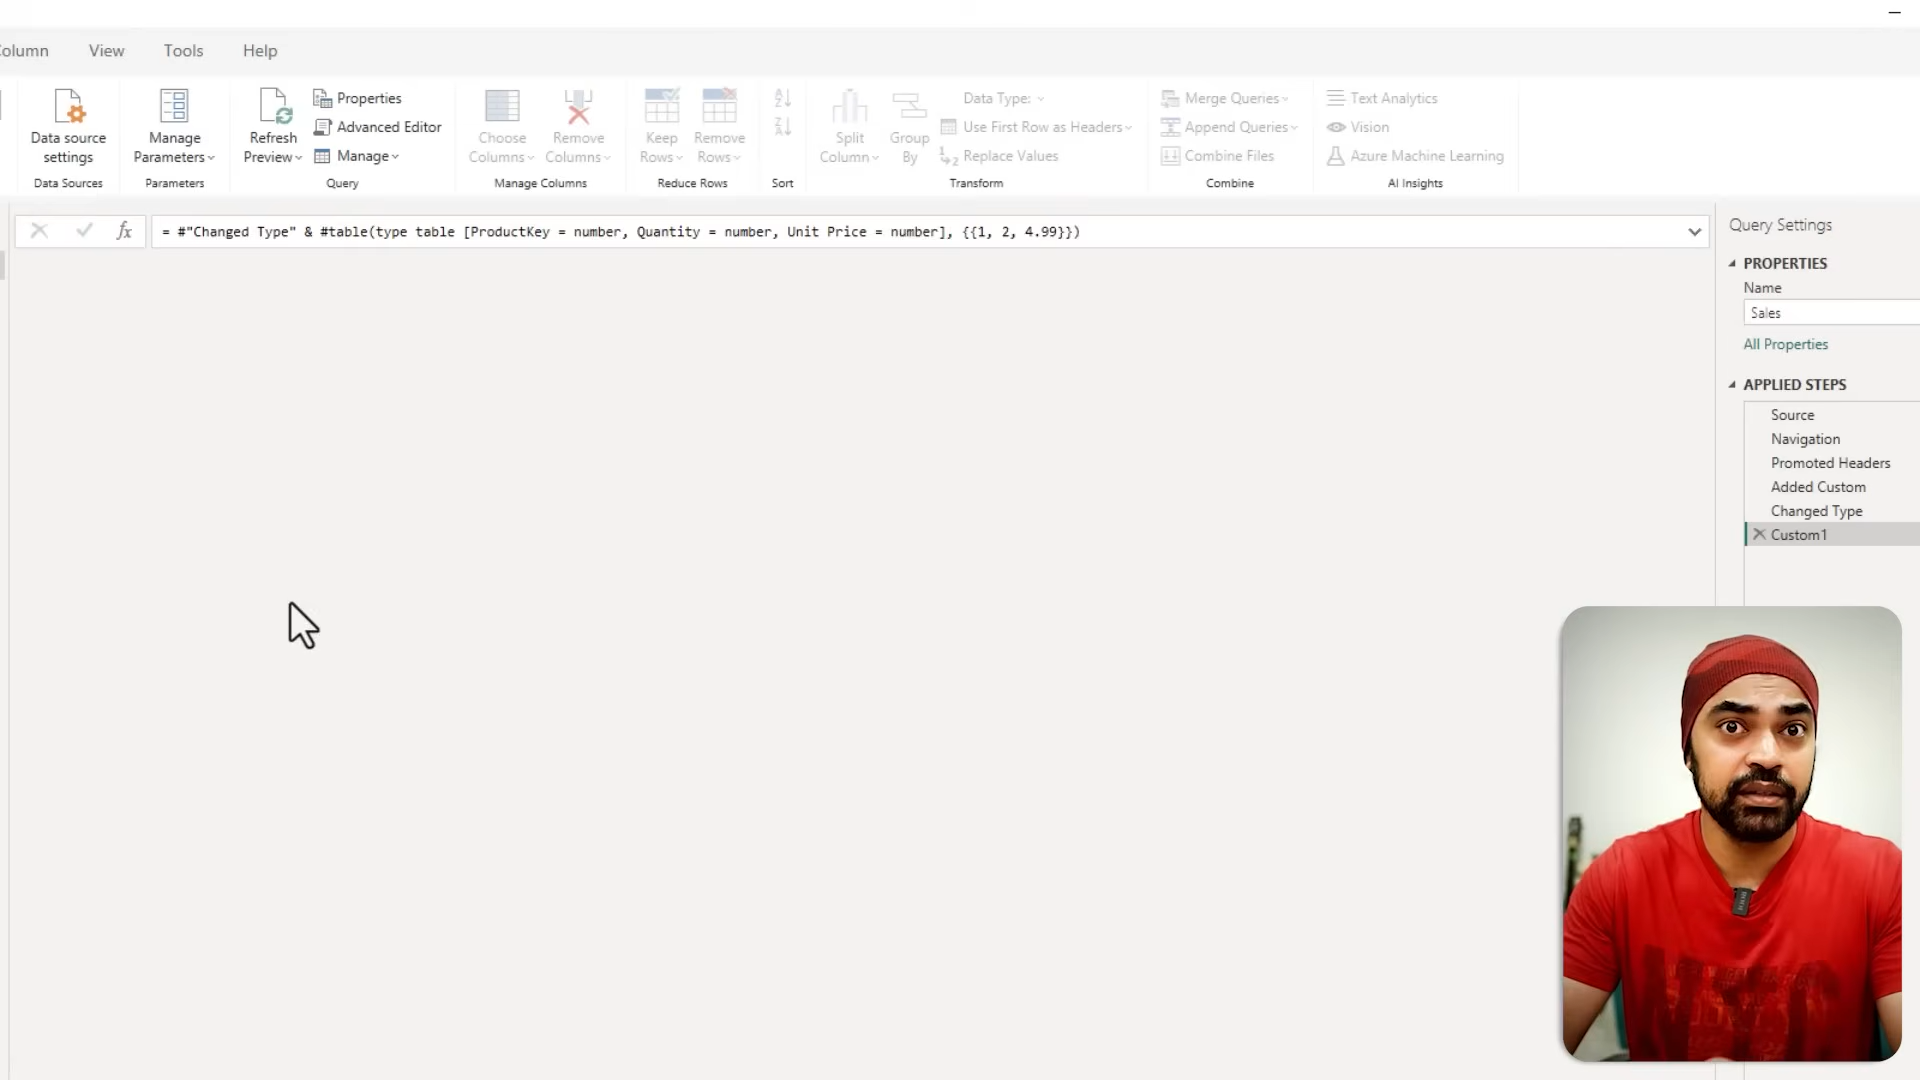 View Tools Help
Data source settings
Data Sources
Manage Parameters
Parameters
Refresh Preview
Properties
Advanced Editor
Manage
Query
Choose Columns
Remove Columns
Manage Columns
Keep Rows
Remove Rows
Reduce Rows
Sort
Split Column
Group By
Data Type:
Use First Row as Headers
Replace Values
Transform
Merge Queries
Append Queries
Combine Files
Combine
Text Analytics
Vision
Azure Machine Learning
AI Insights
fx
= #"Changed Type" & #table(type table [ProductKey = number, Quantity = number, Unit Price = number], {{1, 2, 4.99}})
Query Settings
PROPERTIES
Name
Sales
All Properties
APPLIED STEPS
Source
Navigation
Promoted Headers
Added Custom
Changed Type
Custom1